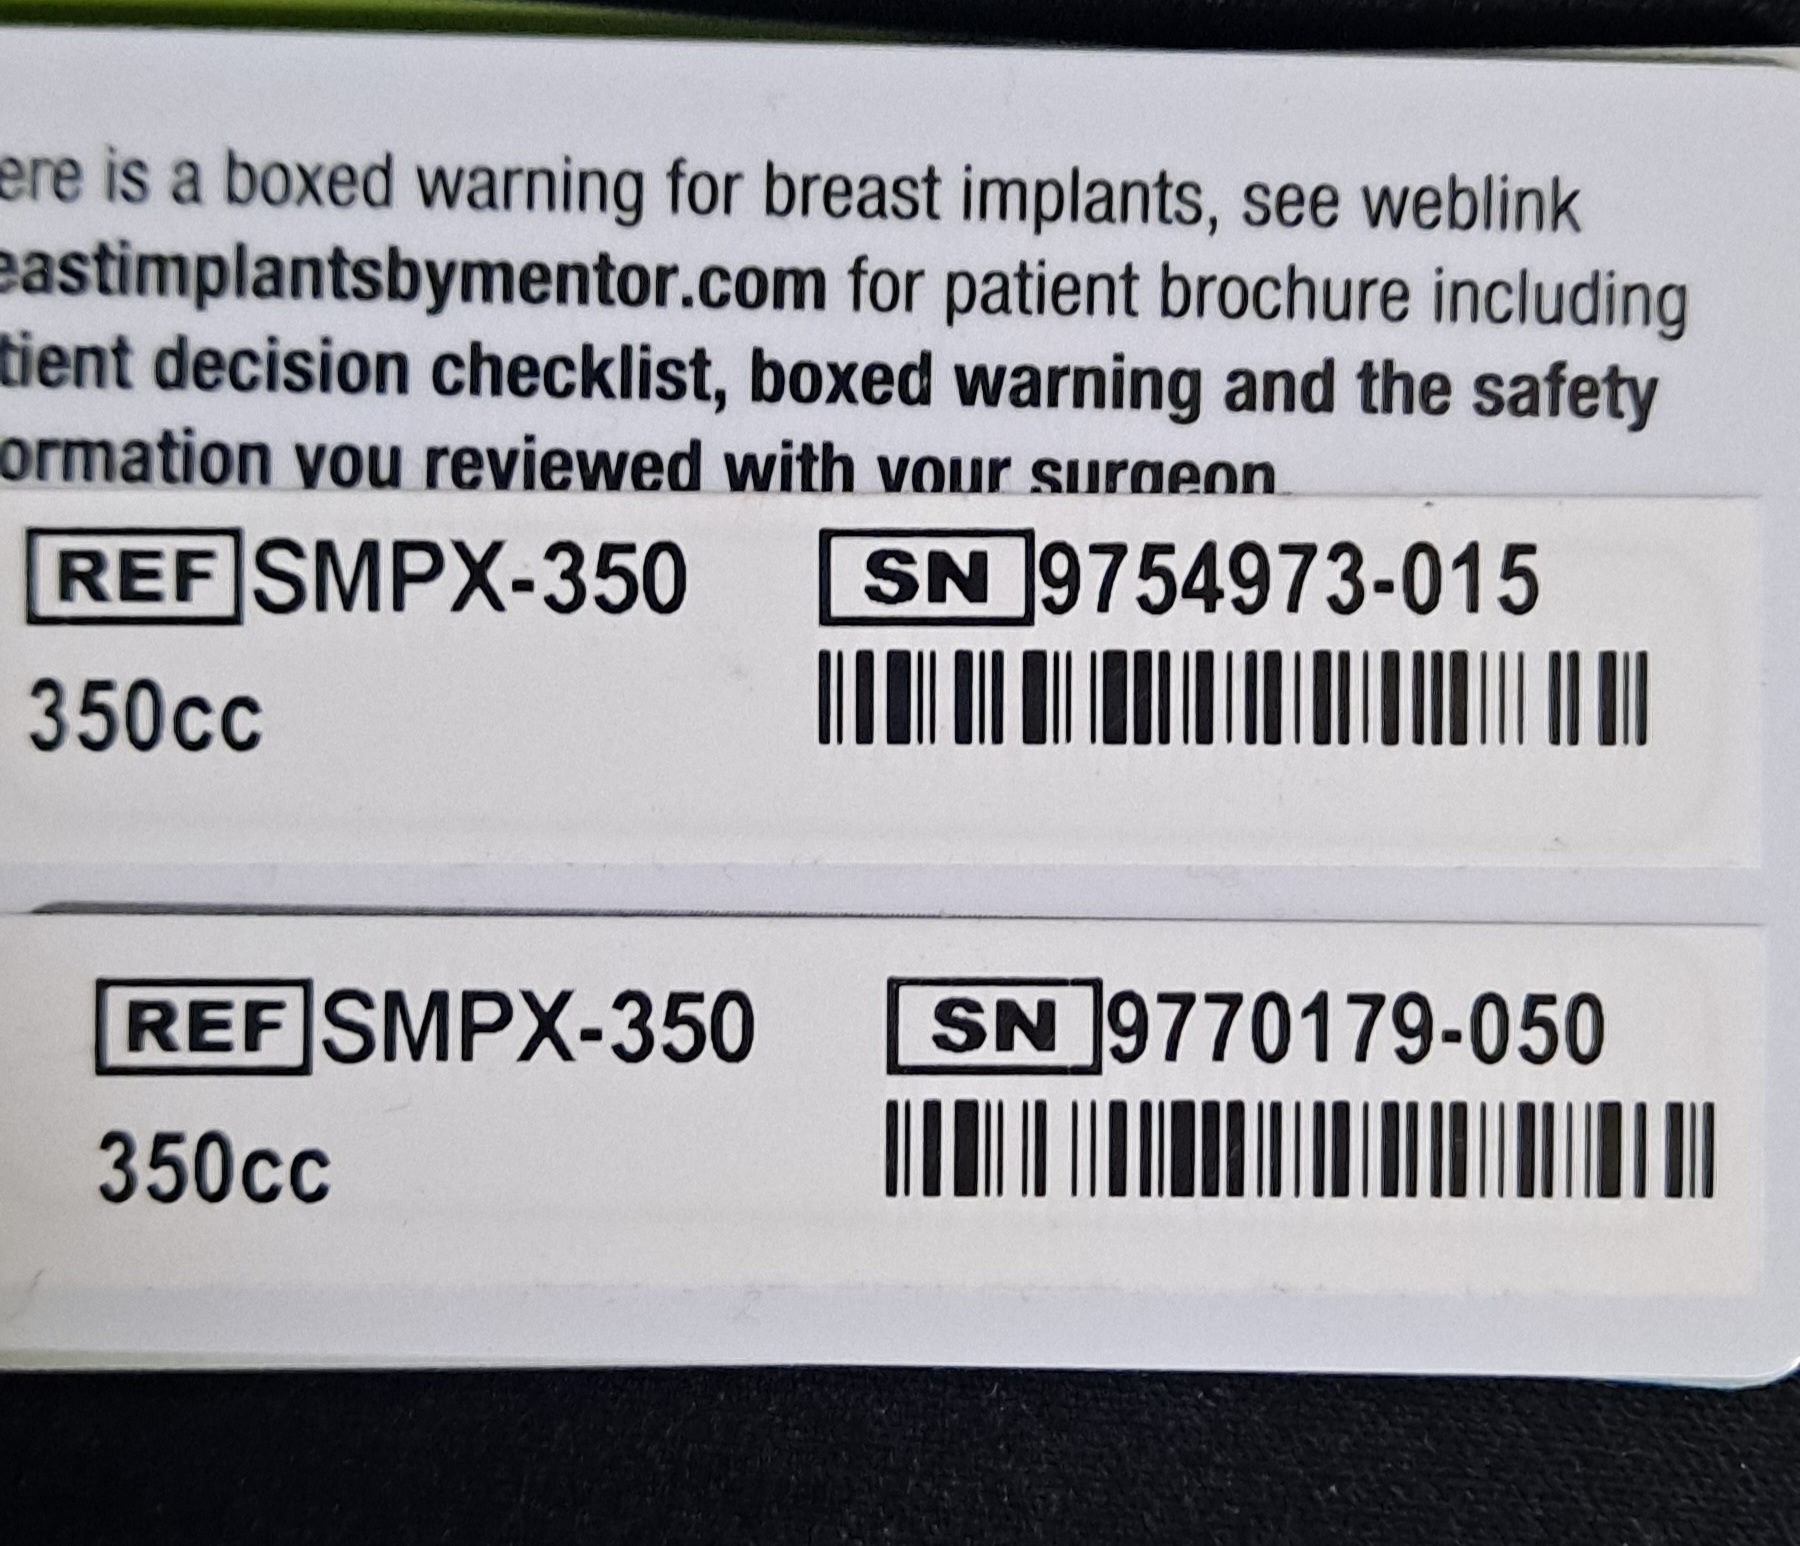 ere is a boxed warning for breast implants, see weblink
eastimplantsbymentor.com for patient brochure including
tient decision checklist, boxed warning and the safety
ormation you reviewed with your surgeon
REF SMPX-350 SN 9754973-015
350cc
REF SMPX-350 SN 9770179-050
350cc